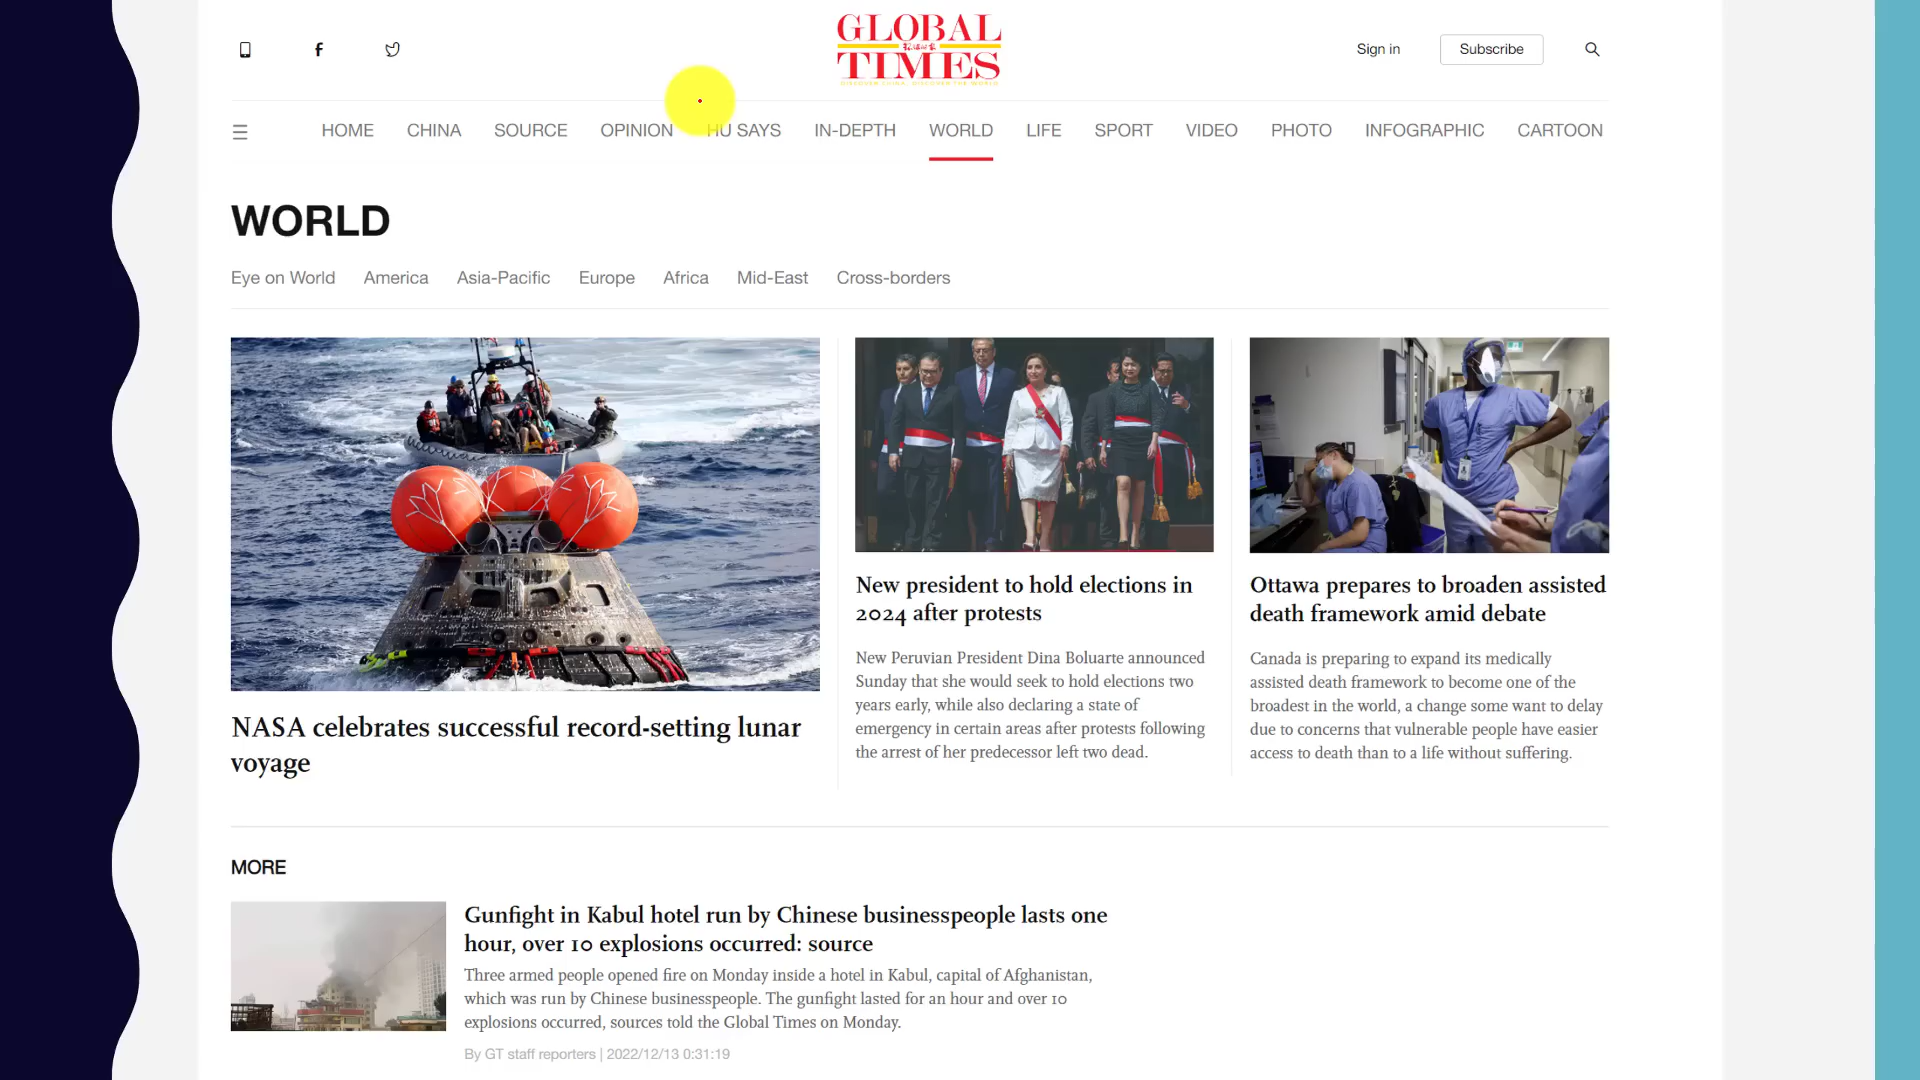 GLOBAL
环球时报
TIMES
DISCOVER CHINA, DISCOVER THE WORLD
Sign in
Subscribe
HOME
CHINA
SOURCE
OPINION
HU SAYS
IN-DEPTH
WORLD
LIFE
SPORT
VIDEO
PHOTO
INFOGRAPHIC
CARTOON
WORLD
Eye on World
America
Asia-Pacific
Europe
Africa
Mid-East
Cross-borders
NASA celebrates successful record-setting lunar
voyage
New president to hold elections in
2024 after protests
New Peruvian President Dina Boluarte announced
Sunday that she would seek to hold elections two
years early, while also declaring a state of
emergency in certain areas after protests following
the arrest of her predecessor left two dead.
Ottawa prepares to broaden assisted
death framework amid debate
Canada is preparing to expand its medically
assisted death framework to become one of the
broadest in the world, a change some want to delay
due to concerns that vulnerable people have easier
access to death than to a life without suffering.
MORE
Gunfight in Kabul hotel run by Chinese businesspeople lasts one
hour, over 10 explosions occurred: source
Three armed people opened fire on Monday inside a hotel in Kabul, capital of Afghanistan,
which was run by Chinese businesspeople. The gunfight lasted for an hour and over 10
explosions occurred, sources told the Global Times on Monday.
By GT staff reporters | 2022/12/13 0:31:19